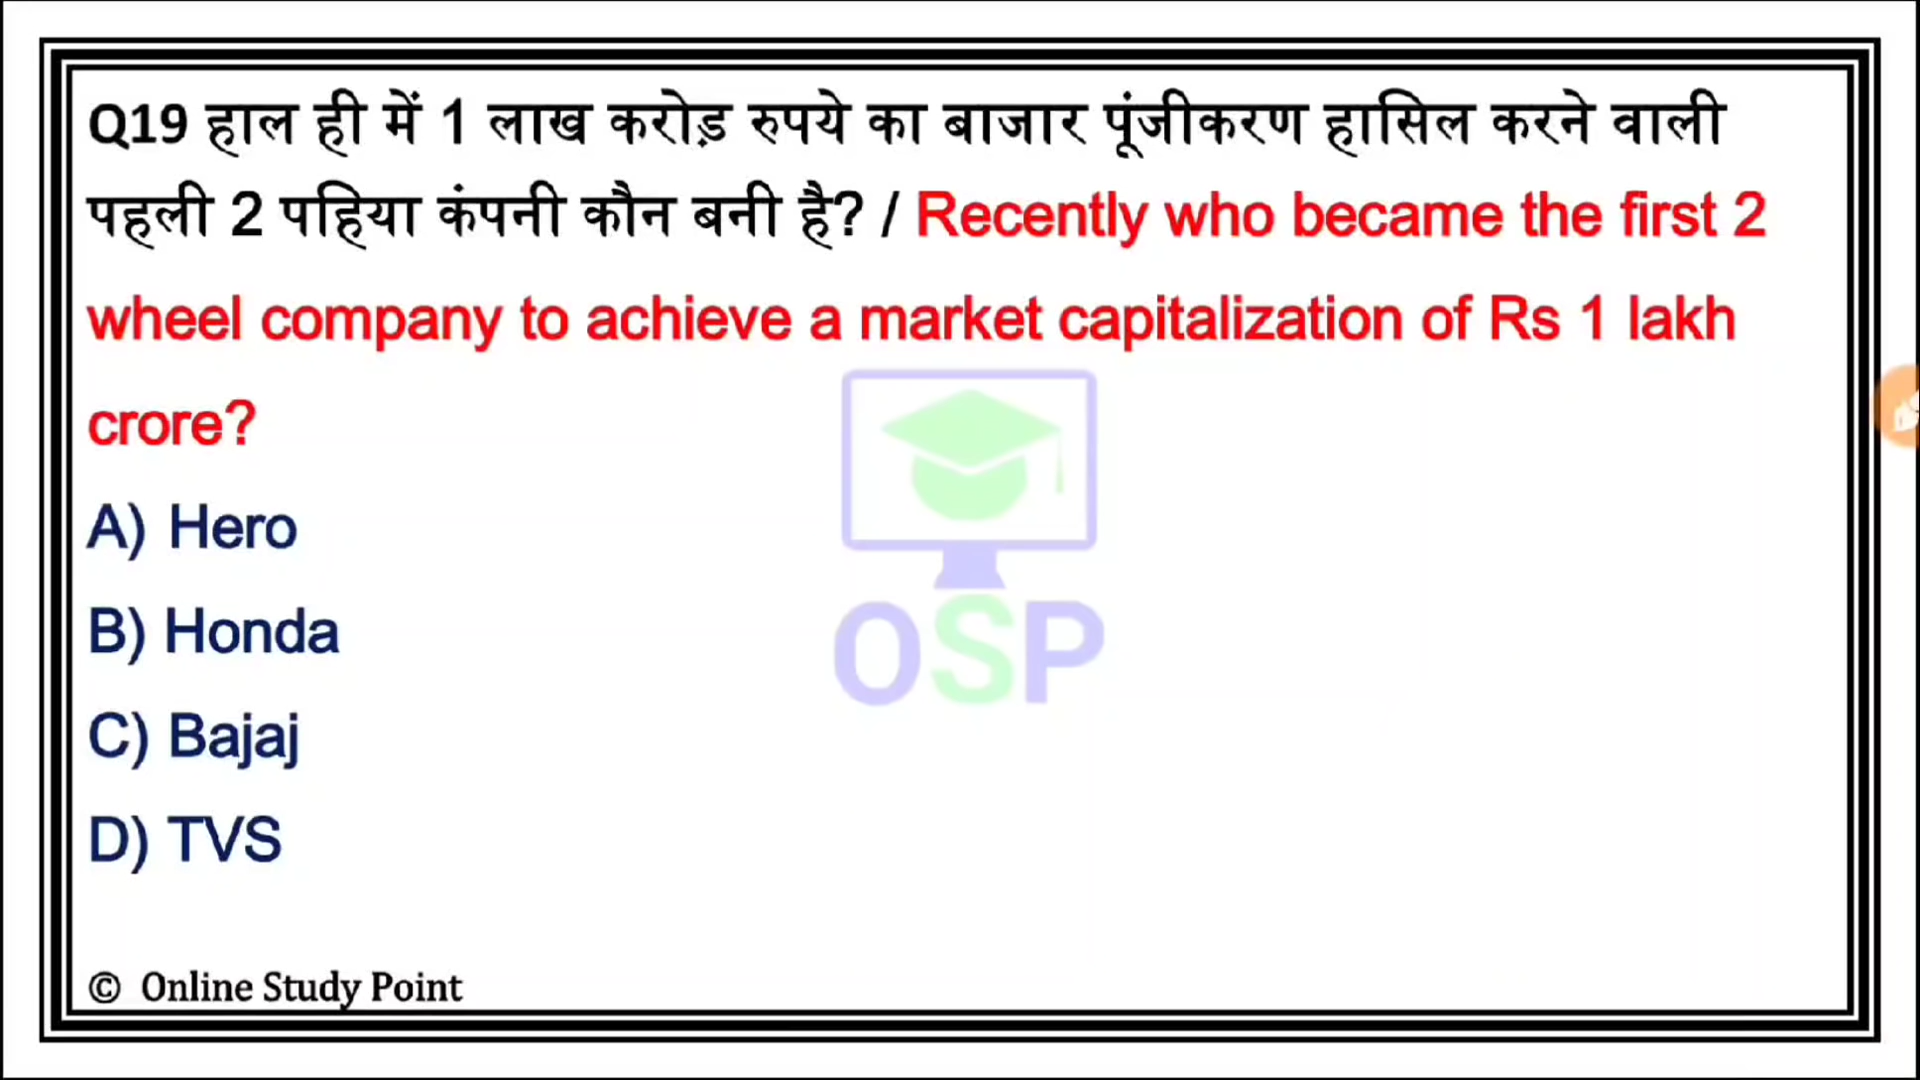 Q19 हाल ही में 1 लाख करोड़ रुपये का बाजार पूंजीकरण हासिल करने वाली
पहली 2 पहिया कंपनी कौन बनी है? / Recently who became the first 2
wheel company to achieve a market capitalization of Rs 1 lakh
crore?
A) Hero
B) Honda
C) Bajaj
D) TVS
OSP
© Online Study Point